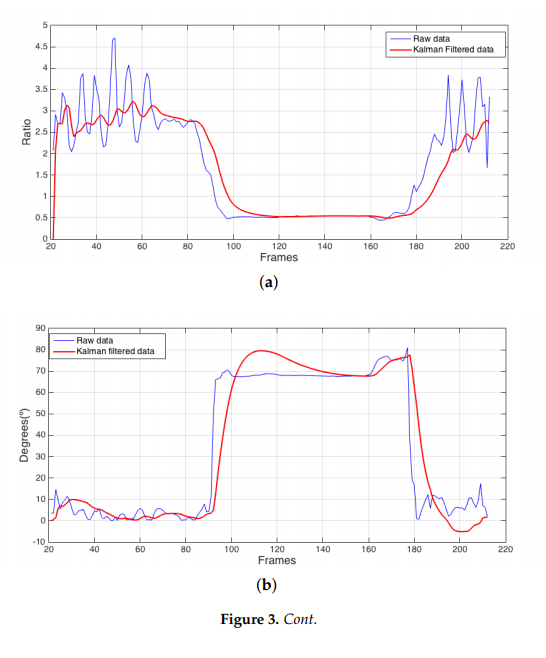 5
4.5
4
3.5
3
2.5
2
1.5
1
0.5
0
Ratio
Raw data
Kalman Filtered data
20 40 60 80 100 120 140 160 180 200 220
Frames
(a)
90
80
70
60
50
40
30
20
10
0
-10
Degrees(º)
Raw data
Kalman filtered data
20 40 60 80 100 120 140 160 180 200 220
Frames
(b)
Figure 3. Cont.